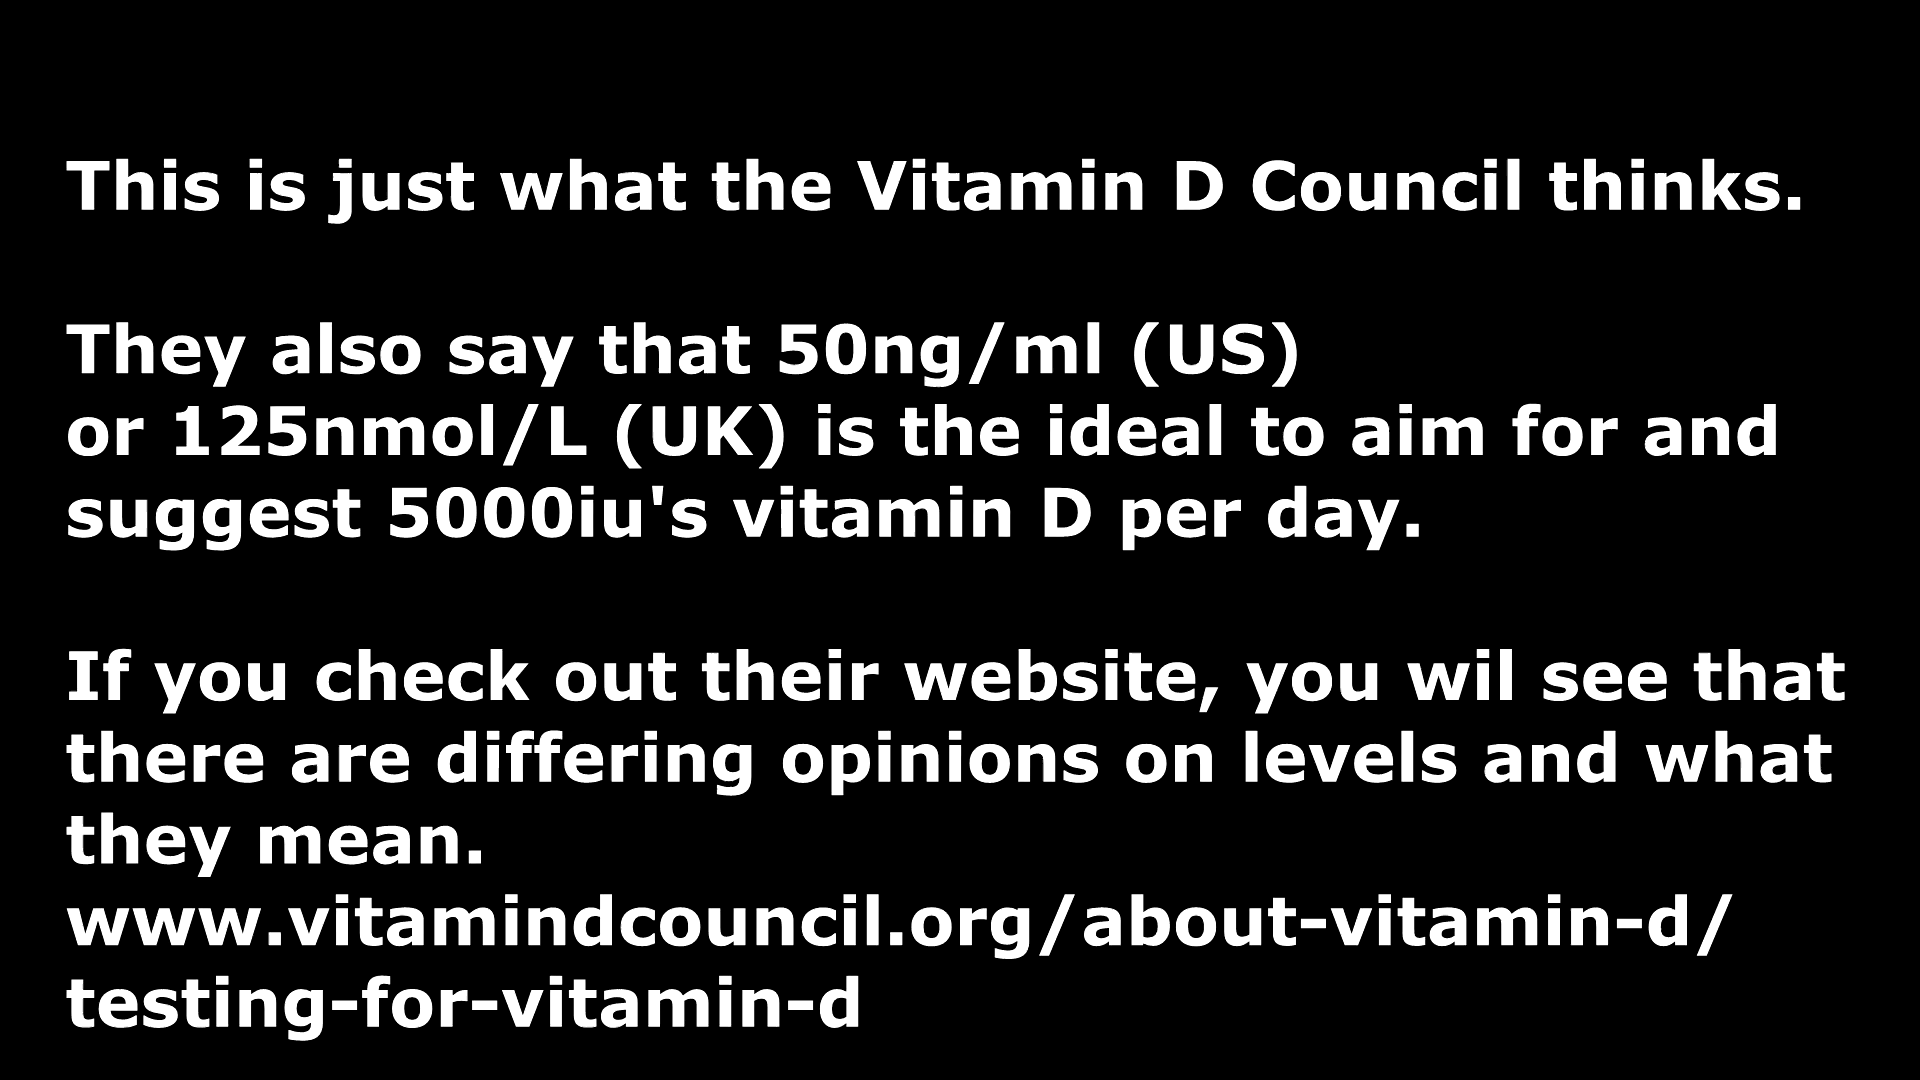 This is just what the Vitamin D Council thinks.
They also say that 50ng/ml (US)
or 125nmol/L (UK) is the ideal to aim for and
suggest 5000iu's vitamin D per day.
If you check out their website, you wil see that
there are differing opinions on levels and what
they mean.
www.vitamindcouncil.org/about-vitamin-d/
testing-for-vitamin-d